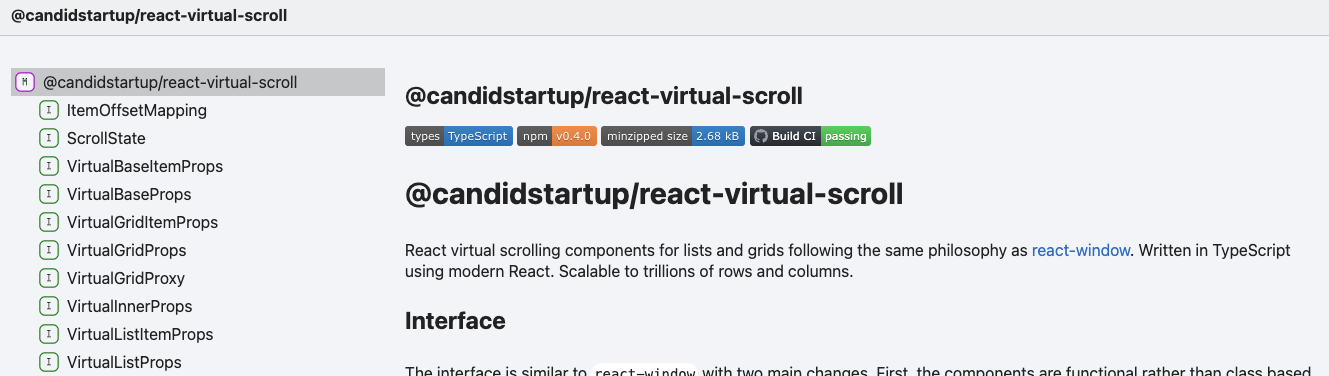 @candidstartup/react-virtual-scroll
M @candidstartup/react-virtual-scroll
I ItemOffsetMapping
I ScrollState
I VirtualBaseItemProps
I VirtualBaseProps
I VirtualGridItemProps
I VirtualGridProps
I VirtualGridProxy
I VirtualInnerProps
I VirtualListItemProps
I VirtualListProps
@candidstartup/react-virtual-scroll
types TypeScript npm v0.4.0 minzipped size 2.68 kB Build CI passing
@candidstartup/react-virtual-scroll
React virtual scrolling components for lists and grids following the same philosophy as react-window. Written in TypeScript
using modern React. Scalable to trillions of rows and columns.
Interface
The interface is similar to react-window with two main changes. First, the components are functional rather than class based